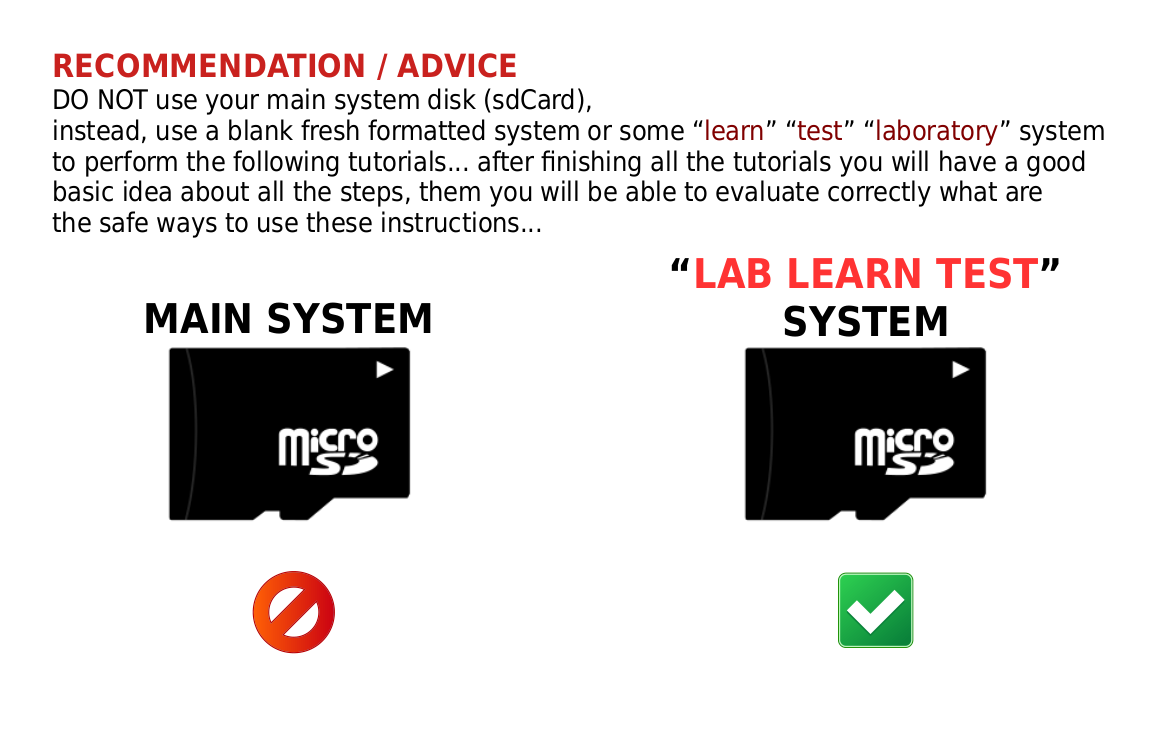 RECOMMENDATION / ADVICE
DO NOT use your main system disk (sdCard),
instead, use a blank fresh formatted system or some “learn” “test” “laboratory” system
to perform the following tutorials... after finishing all the tutorials you will have a good
basic idea about all the steps, them you will be able to evaluate correctly what are
the safe ways to use these instructions...
MAIN SYSTEM
“LAB LEARN TEST”
SYSTEM
micro
SD
micro
SD